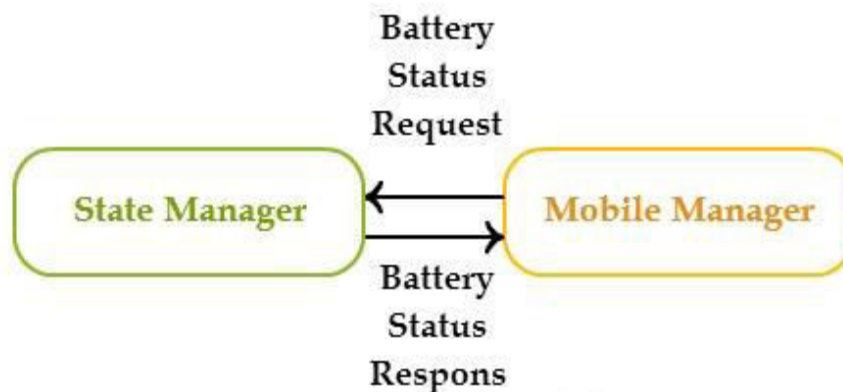 Battery
Status
Request
State Manager
Mobile Manager
Battery
Status
Respons